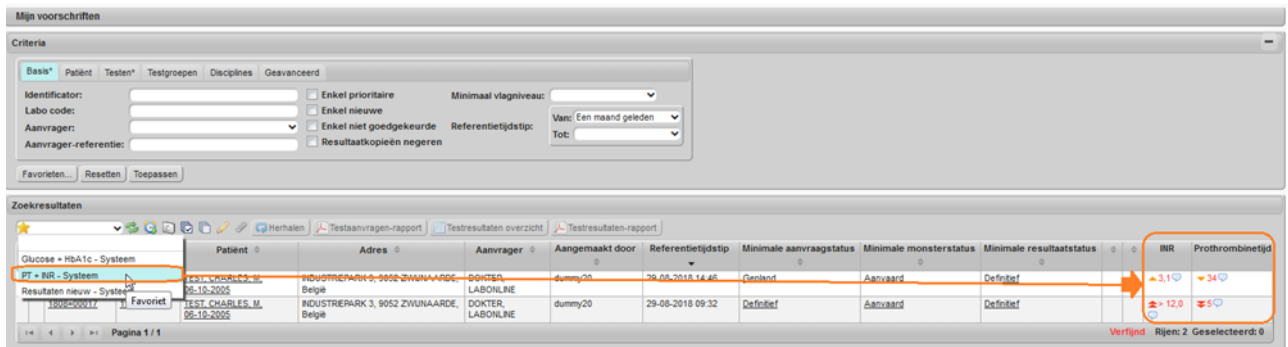 Mijn voorschriften
Criteria
Basis* Patiënt Testen* Testgroepen Disciplines Geavanceerd
Identificator: Enkel prioritaire Minimaal vlagniveau:
Labo code: Enkel nieuwe Van: Een maand geleden
Aanvrager: Enkel niet goedgekeurde Referentietijdstip:
Tot:
Aanvrager-referentie: Resultaatkopieën negeren
Favorieten... Resetten Toepassen
Zoekresultaten
Herhalen Testaanvragen-rapport Testresultaten overzicht Testresultaten-rapport
Patiënt Adres Aanvrager Aangemaakt door Referentietijdstip Minimale aanvraagstatus Minimale monsterstatus Minimale resultaatstatus INR Prothrombinetijd
Glucose + HbA1c - Systeem
PT + INR - Systeem
TEST, CHARLES, M. INDUSTRIEPARK 3, 9052 ZWIJNAARDE, DOKTER, dummy20 29-08-2018 14:46 Gepland Aanvaard Definitief 3,1 34
06-10-2005 België LABONLINE
Resultaten nieuw - Systeem
Favoriet
1808+00017 TEST, CHARLES, M. INDUSTRIEPARK 3, 9052 ZWIJNAARDE, DOKTER, dummy20 29-08-2018 09:32 Definitief Aanvaard Definitief > 12,0 5
06-10-2005 België LABONLINE
Pagina 1 / 1 Verfijnd Rijen: 2 Geselecteerd: 0